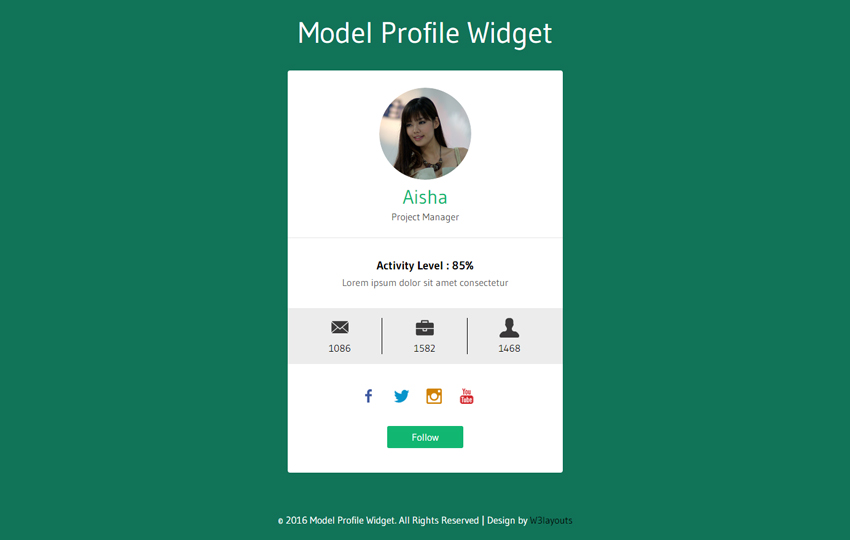 Model Profile Widget
Aisha
Project Manager
Activity Level : 85%
Lorem ipsum dolor sit amet consectetur
1086 1582 1468
You
Tube
Follow
© 2016 Model Profile Widget. All Rights Reserved | Design by W3layouts